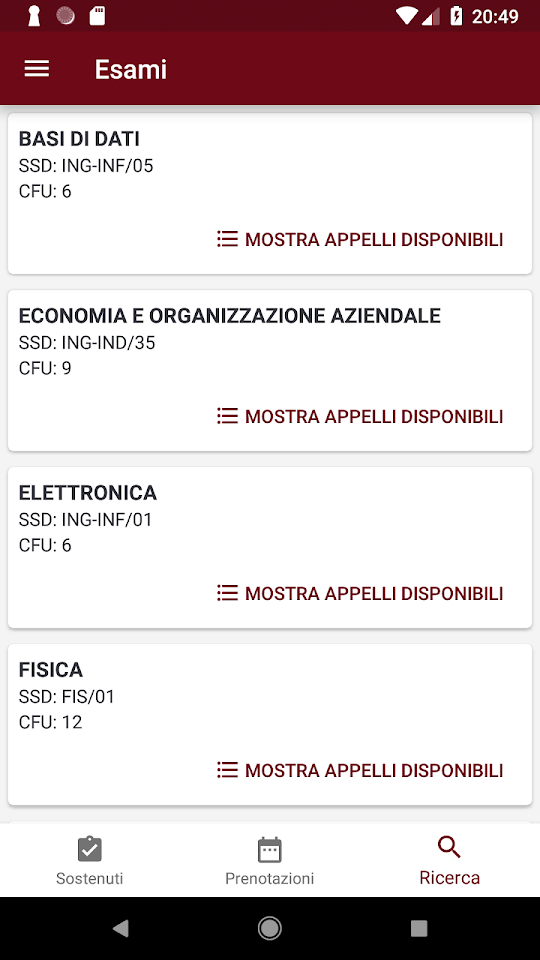 20:49
Esami
BASI DI DATI
SSD: ING-INF/05
CFU: 6
MOSTRA APPELLI DISPONIBILI
ECONOMIA E ORGANIZZAZIONE AZIENDALE
SSD: ING-IND/35
CFU: 9
MOSTRA APPELLI DISPONIBILI
ELETTRONICA
SSD: ING-INF/01
CFU: 6
MOSTRA APPELLI DISPONIBILI
FISICA
SSD: FIS/01
CFU: 12
MOSTRA APPELLI DISPONIBILI
Sostenuti Prenotazioni Ricerca